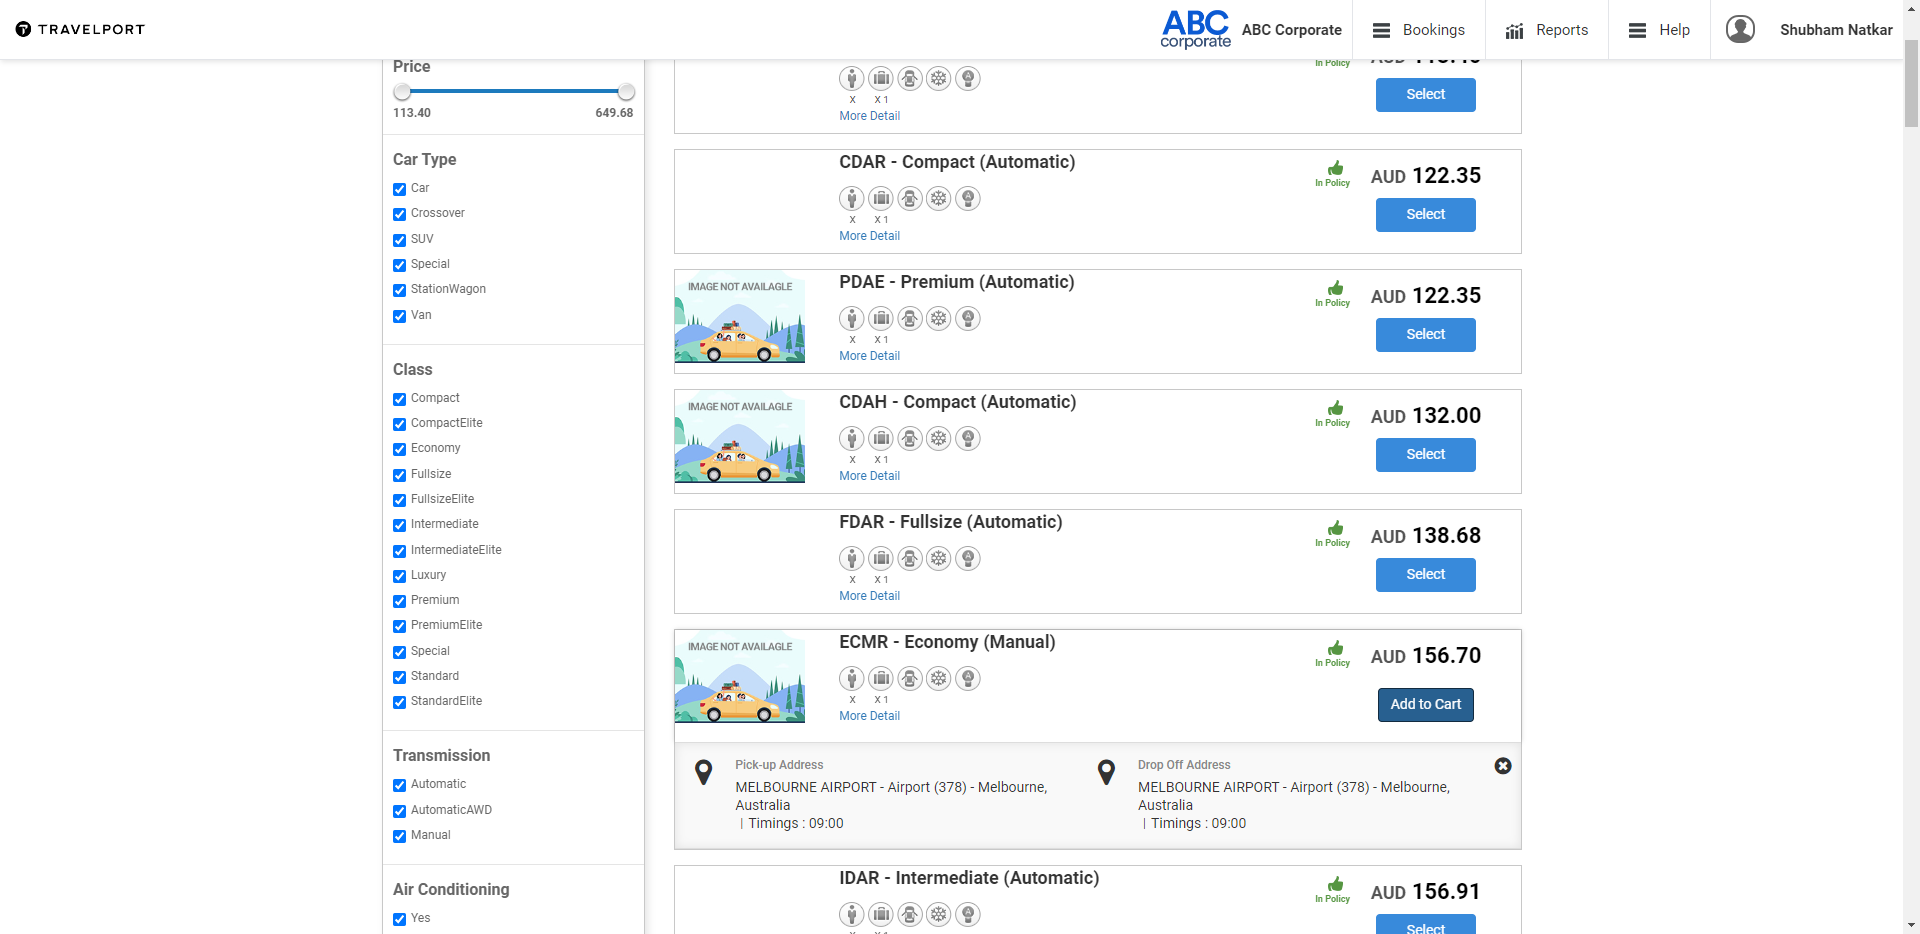 TRAVELPORT
ABC
corporate
ABC Corporate
Bookings
Reports
Help
Shubham Natkar
Price
113.40
649.68
Car Type
Car
Crossover
SUV
Special
StationWagon
Van
Class
Compact
CompactElite
Economy
Fullsize
FullsizeElite
Intermediate
IntermediateElite
Luxury
Premium
PremiumElite
Special
Standard
StandardElite
Transmission
Automatic
AutomaticAWD
Manual
Air Conditioning
Yes
X X 1
More Detail
In Policy
Select
CDAR - Compact (Automatic)
X X 1
More Detail
In Policy
AUD 122.35
Select
IMAGE NOT AVAILAGLE
PDAE - Premium (Automatic)
X X 1
More Detail
In Policy
AUD 122.35
Select
IMAGE NOT AVAILAGLE
CDAH - Compact (Automatic)
X X 1
More Detail
In Policy
AUD 132.00
Select
FDAR - Fullsize (Automatic)
X X 1
More Detail
In Policy
AUD 138.68
Select
IMAGE NOT AVAILAGLE
ECMR - Economy (Manual)
X X 1
More Detail
In Policy
AUD 156.70
Add to Cart
Pick-up Address
MELBOURNE AIRPORT - Airport (378) - Melbourne,
Australia
| Timings : 09:00
Drop Off Address
MELBOURNE AIRPORT - Airport (378) - Melbourne,
Australia
| Timings : 09:00
IDAR - Intermediate (Automatic)
In Policy
AUD 156.91
Select